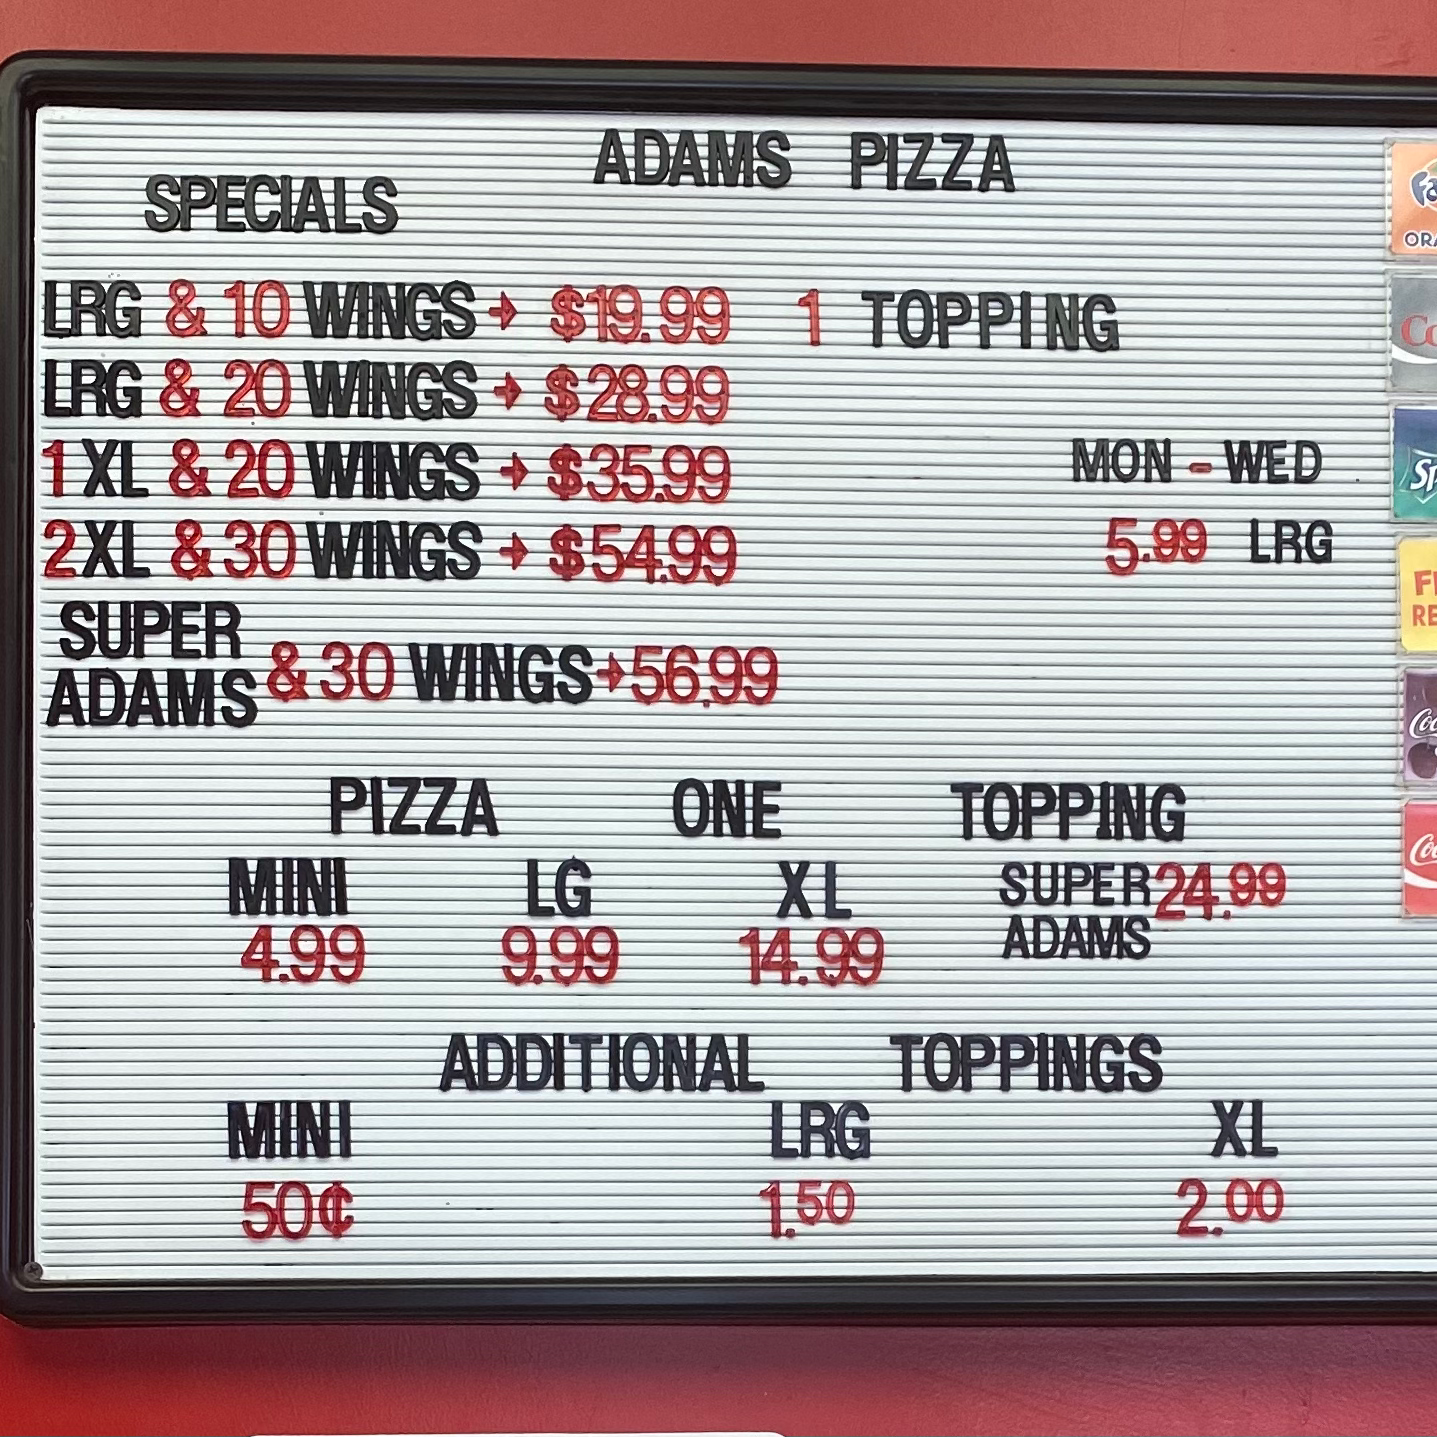 ADAMS PIZZA
SPECIALS
LRG & 10 WINGS → $19.99 1 TOPPING
LRG & 20 WINGS → $28.99
1 XL & 20 WINGS → $35.99
MON - WED
2XL & 30 WINGS → $54.99
5.99 LRG
SUPER ADAMS & 30 WINGS → 56.99
PIZZA ONE TOPPING
MINI LG XL SUPER ADAMS 24.99
4.99 9.99 14.99
ADDITIONAL TOPPINGS
MINI LRG XL
50¢ 1.50 2.00